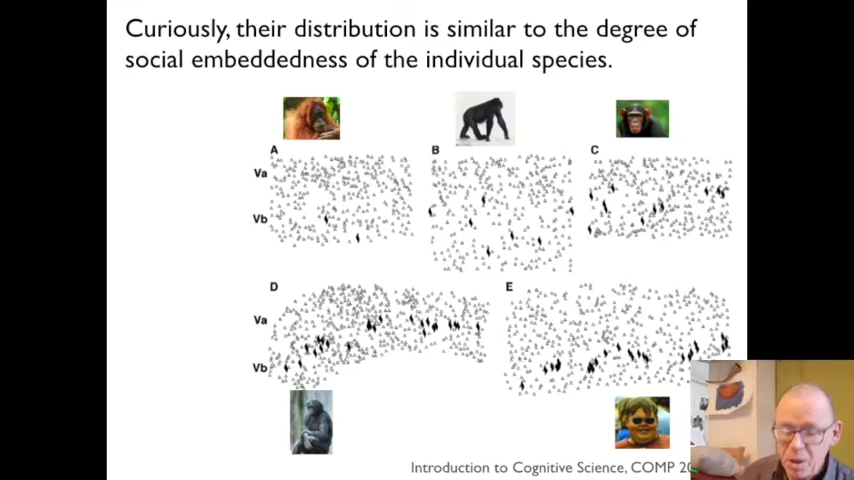 Curiously, their distribution is similar to the degree of
social embeddedness of the individual species.
A
B
C
Va
Vb
D
E
Va
Vb
Introduction to Cognitive Science, COMP